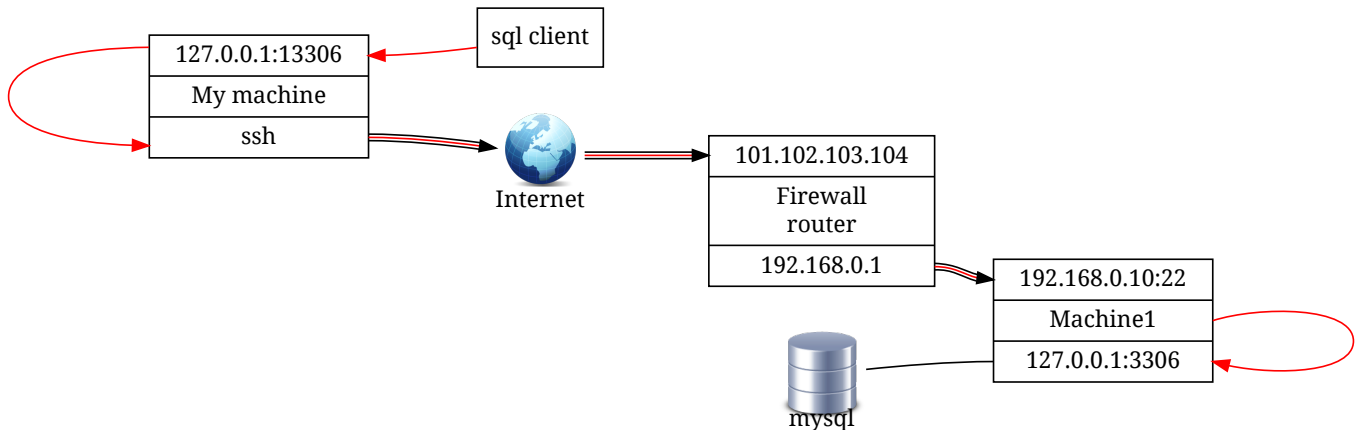 sql client
127.0.0.1:13306
My machine
ssh
Internet
101.102.103.104
Firewall
router
192.168.0.1
192.168.0.10:22
Machine1
127.0.0.1:3306
mysql